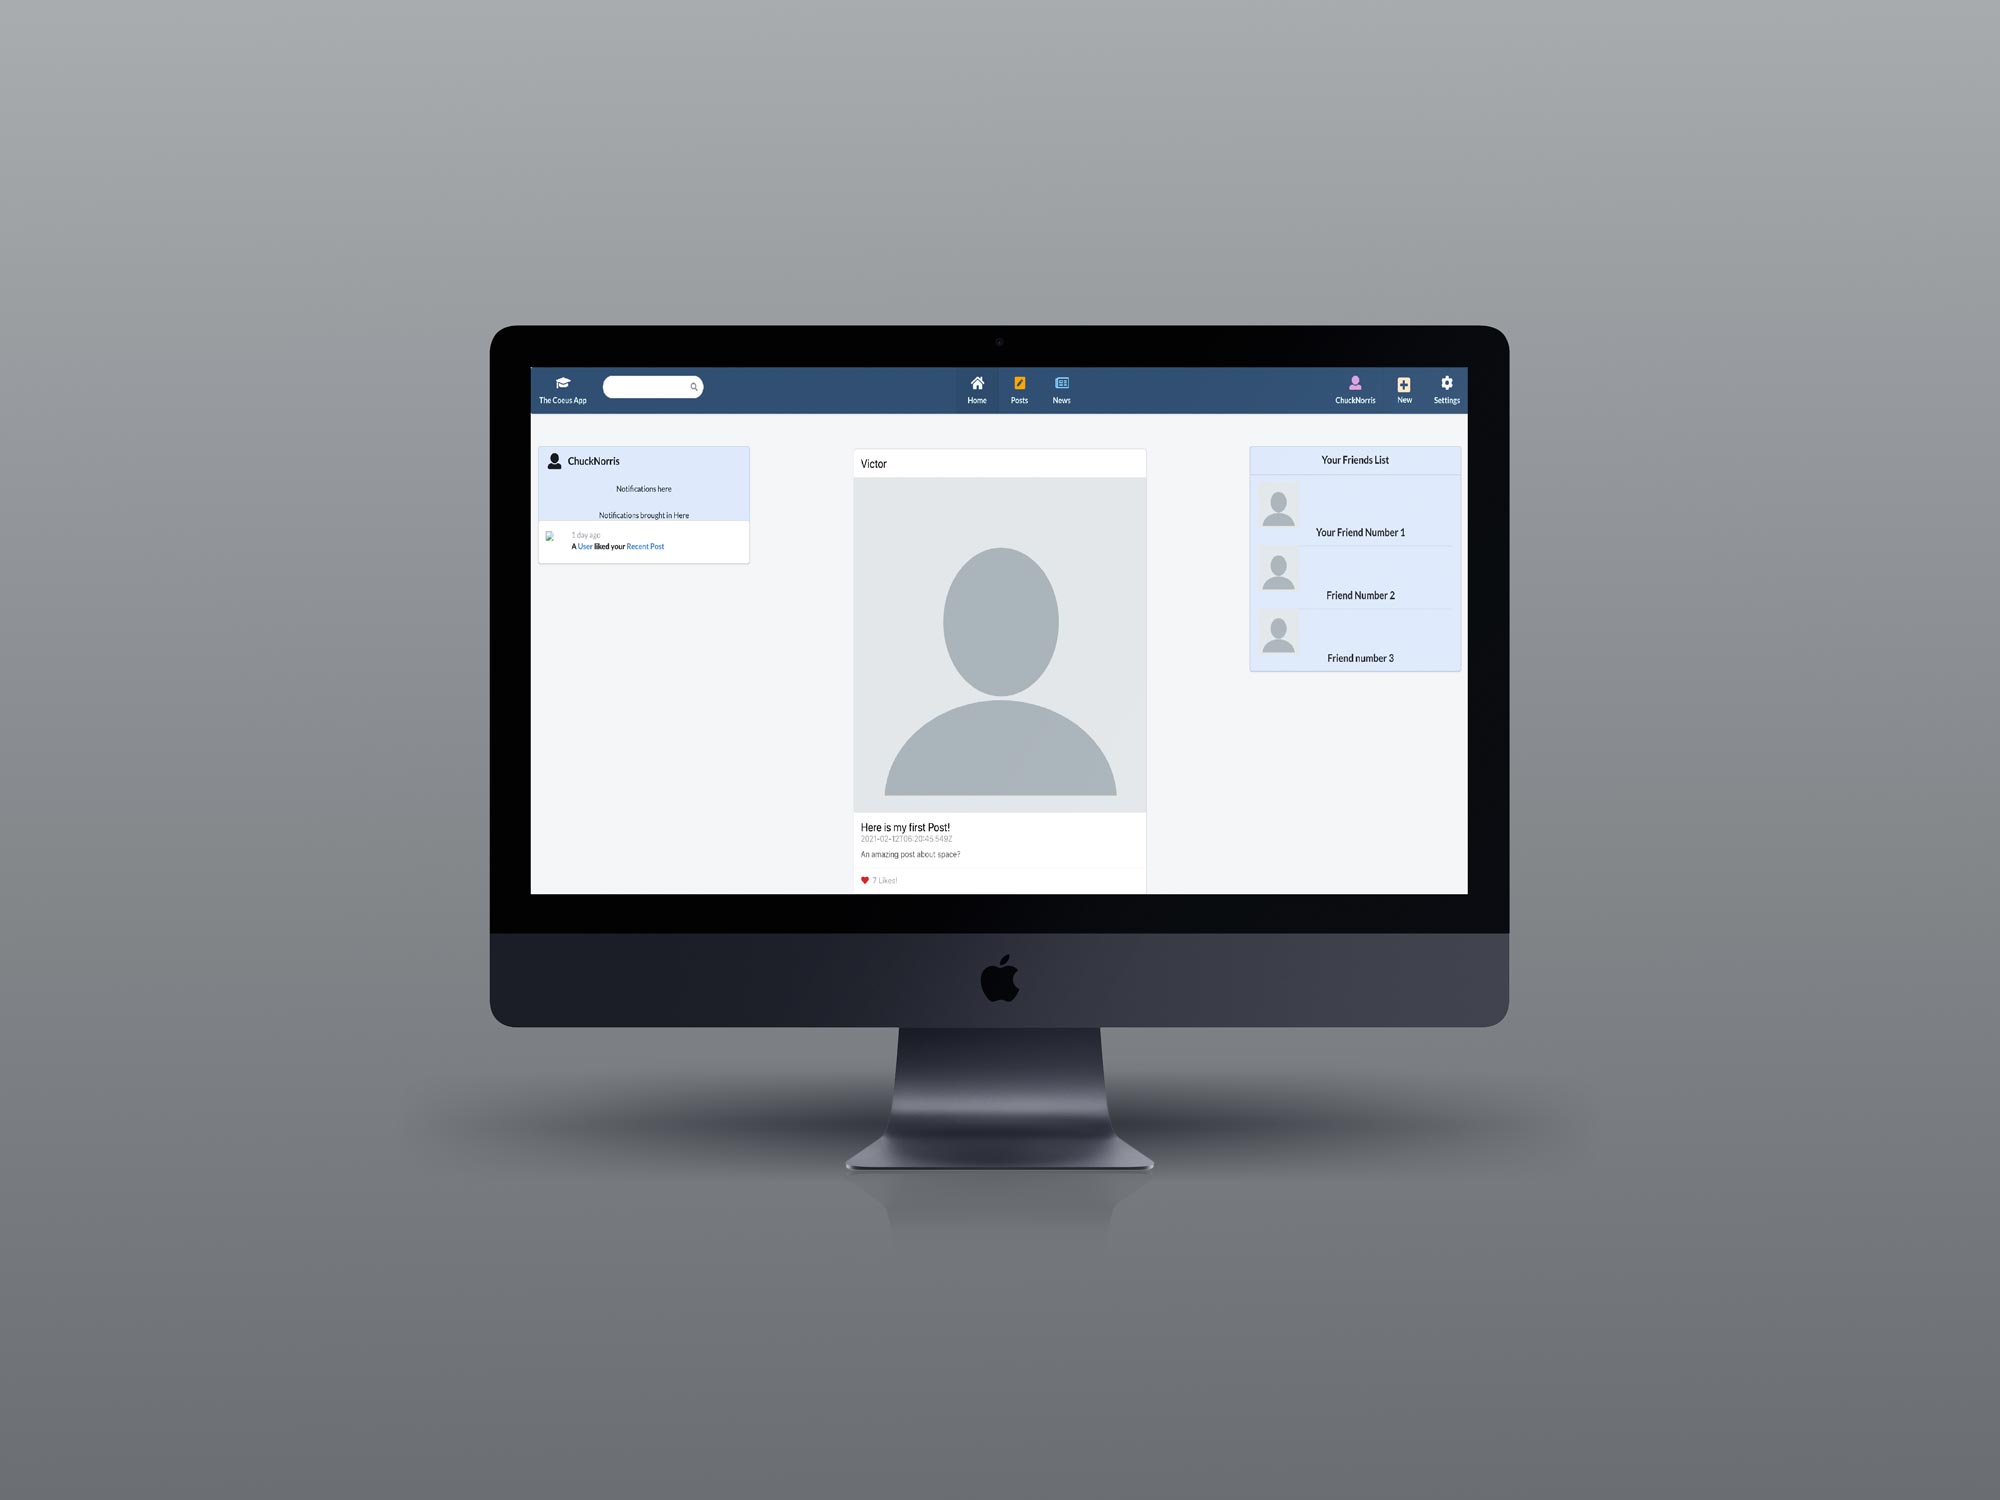 The Coeus App
Home
Posts
News
ChuckNorris
New
Settings
ChuckNorris
Notifications here
Notifications brought in Here
1 day ago
A User liked your Recent Post
Victor
Here is my first Post!
2021-02-12T06:20:45.549Z
An amazing post about space?
7 Likes!
Your Friends List
Your Friend Number 1
Friend Number 2
Friend number 3